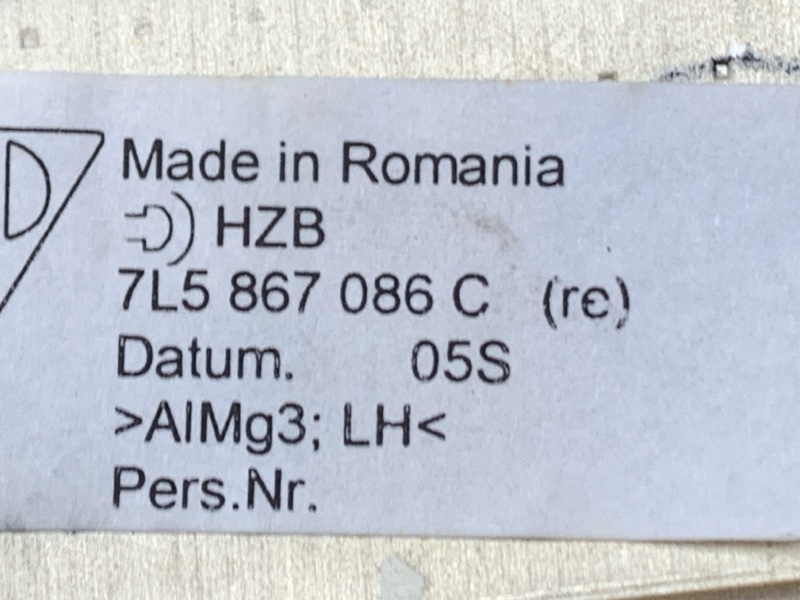 D
Made in Romania
HZB
7L5 867 086 C (re)
Datum. 05S
>AlMg3; LH<
Pers.Nr.